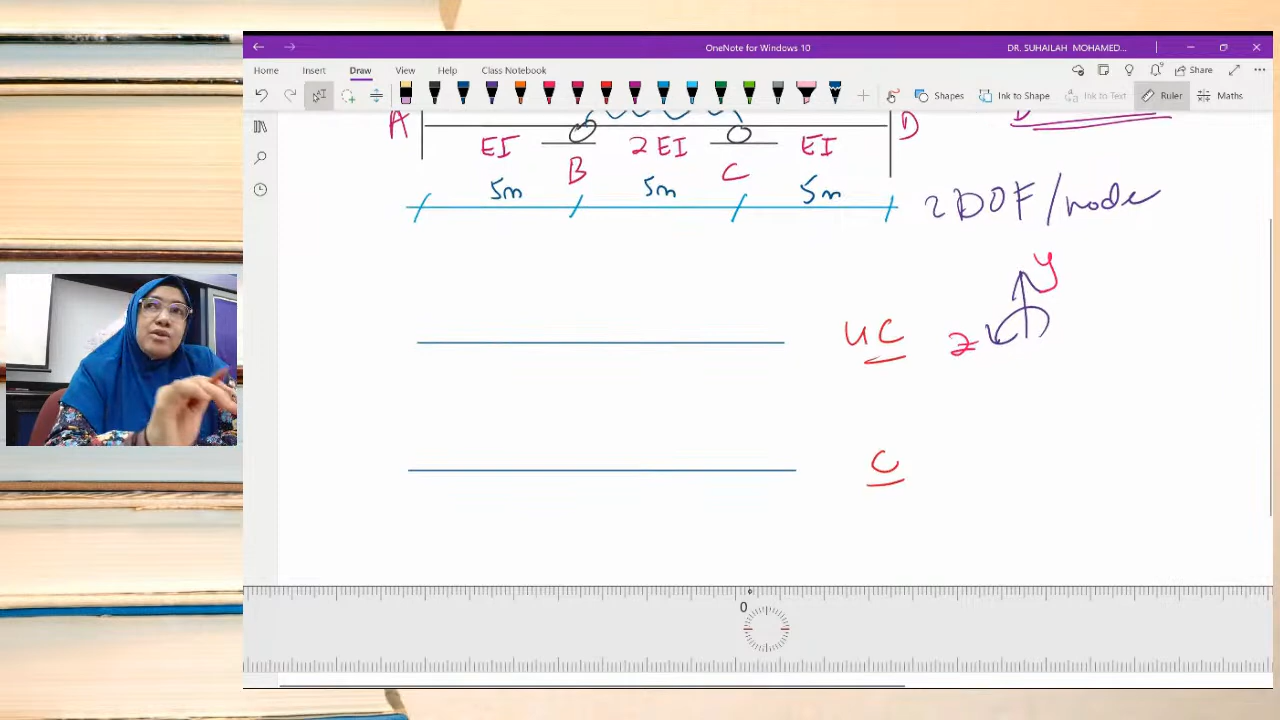 OneNote for Windows 10 DR. SUHAILAH MOHAMED...
Home Insert Draw View Help Class Notebook Share
Shapes Ink to Shape Ink to Text Ruler Maths
A D
EI 2EI EI
B C
5m 5m 5m
2DOF/node
y
UC z
C
0